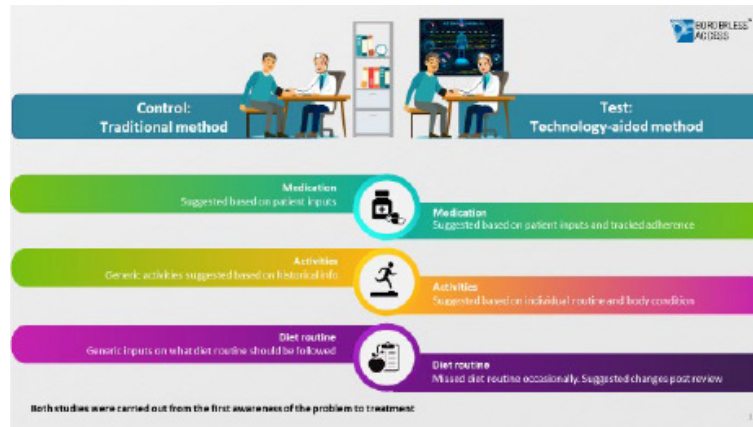 BORDERLESS
ACCESS
Control:
Traditional method
Test:
Technology-aided method
Medication
Suggested based on patient inputs
Medication
Suggested based on patient inputs and tracked adherence
Activities
Generic activities suggested based on historical info
Activities
Suggested based on individual routine and body condition
Diet routine
Generic inputs on what diet routine should be followed
Diet routine
Missed diet routine occasionally. Suggested changes post review
Both studies were carried out from the first awareness of the problem to treatment